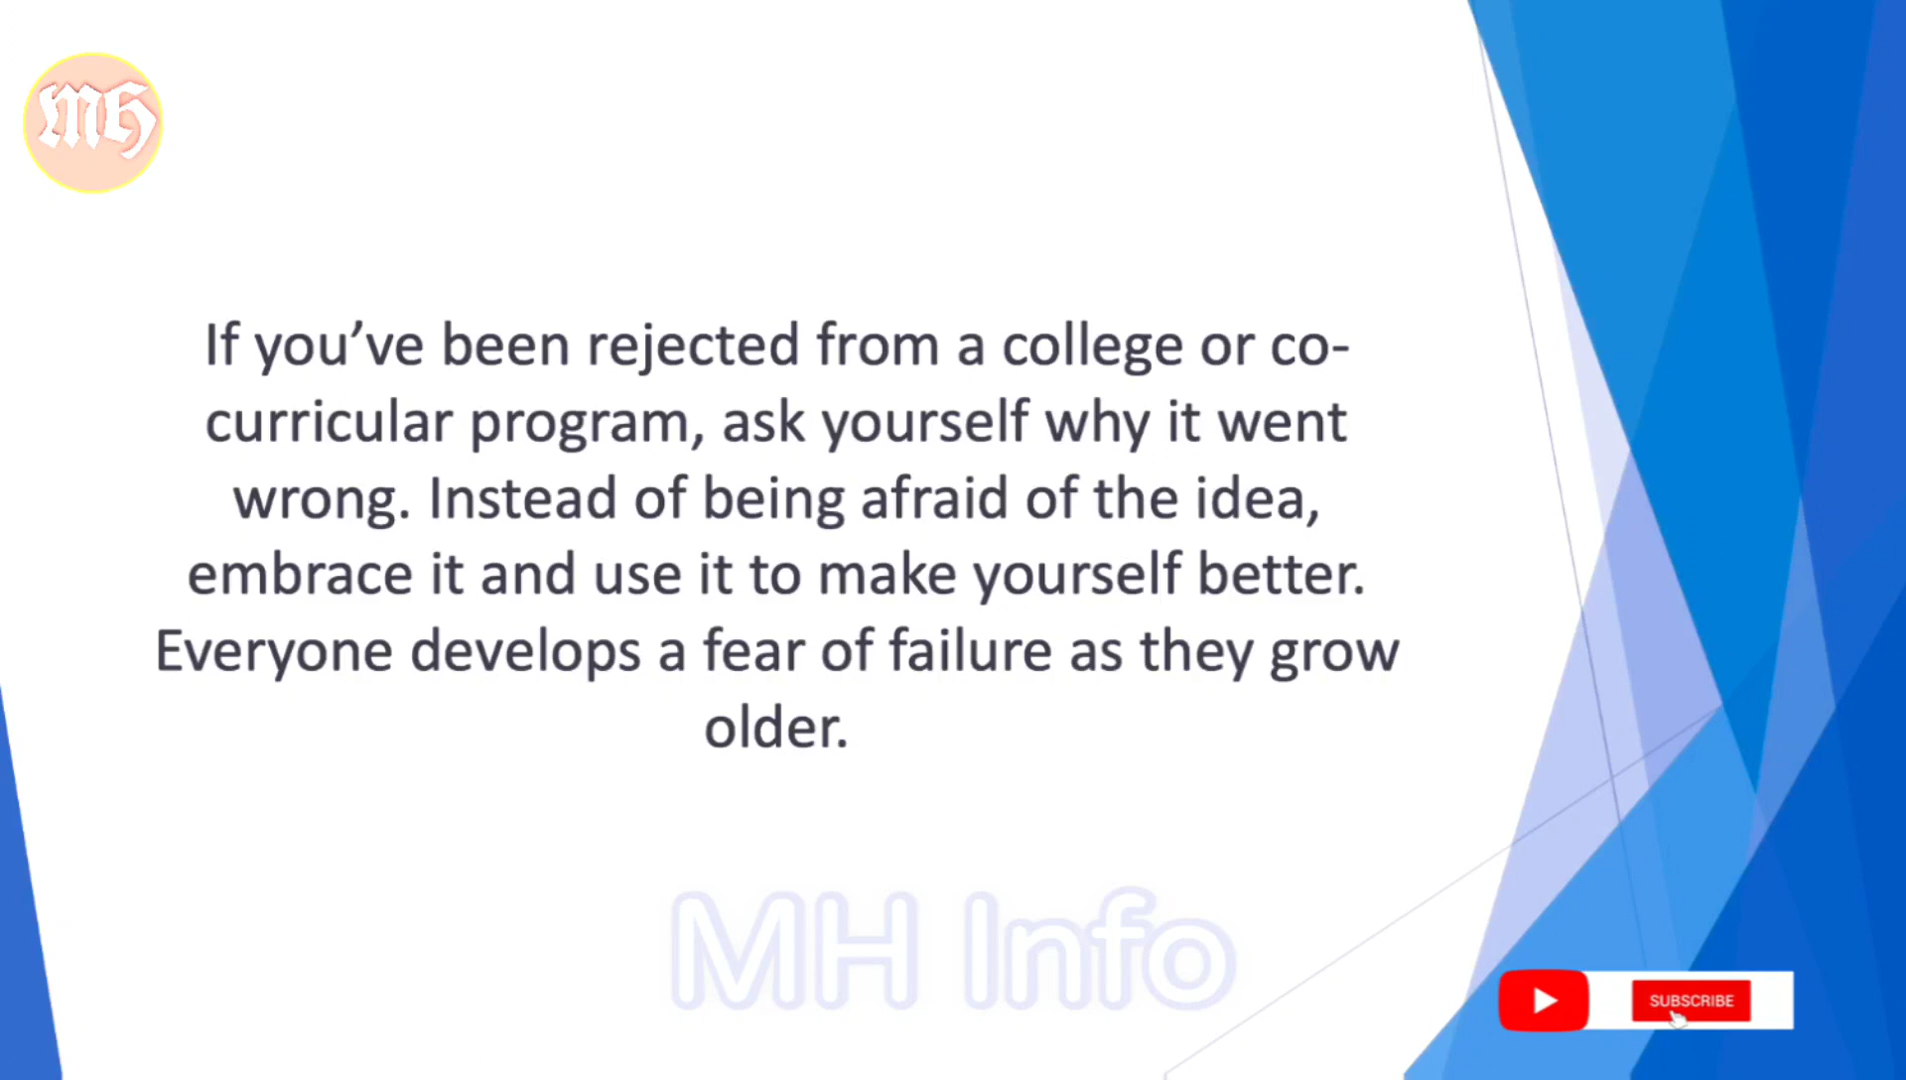 MH
If you’ve been rejected from a college or co-
curricular program, ask yourself why it went
wrong. Instead of being afraid of the idea,
embrace it and use it to make yourself better.
Everyone develops a fear of failure as they grow
older.
MH Info
SUBSCRIBE